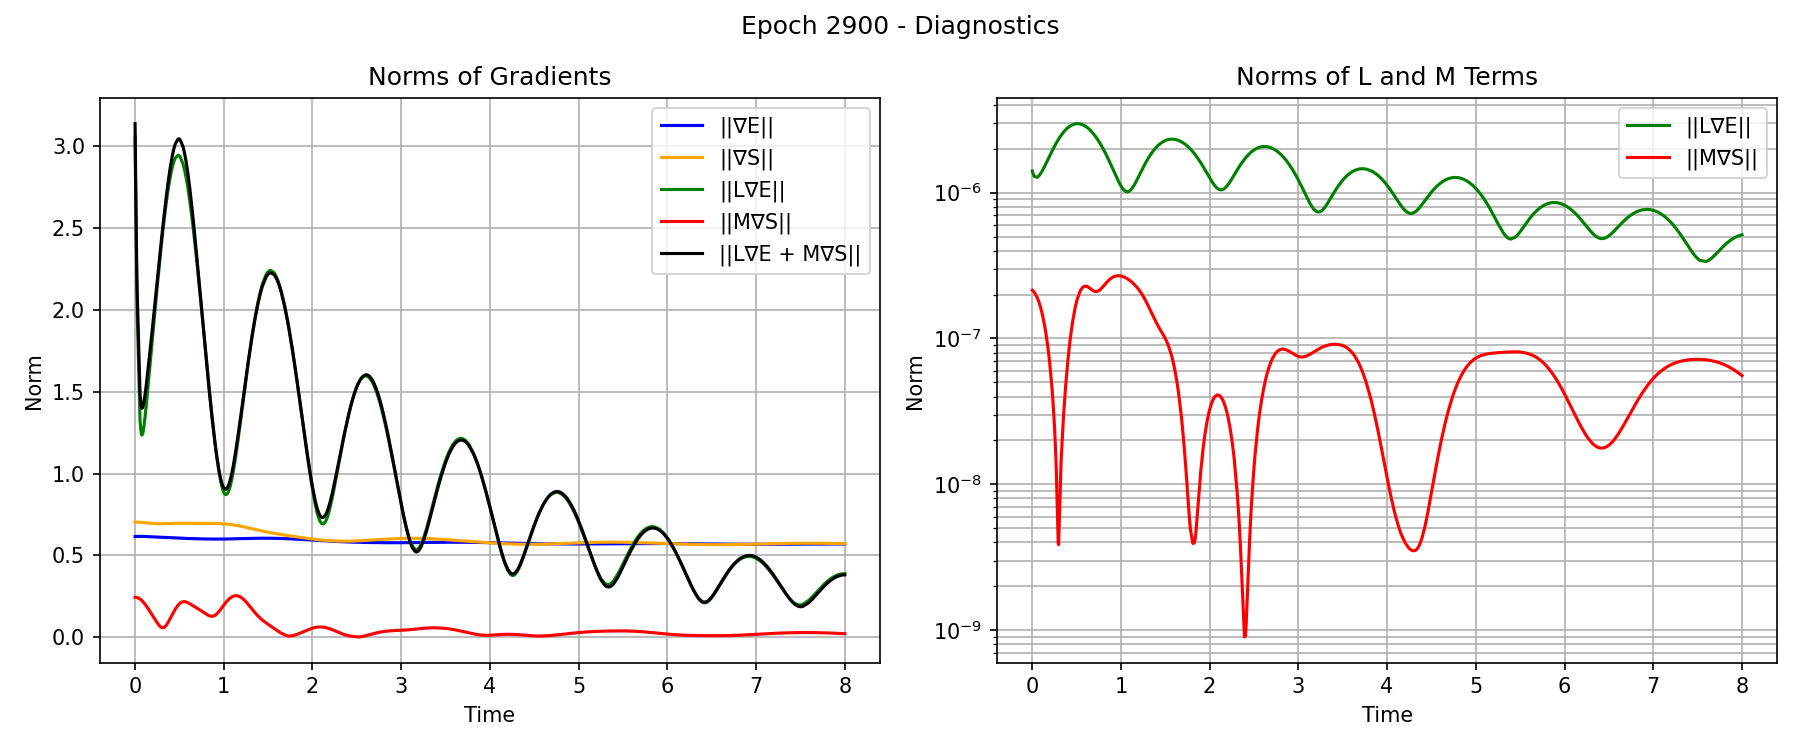 Epoch 2900 - Diagnostics
Norms of Gradients
Norm
3.0
2.5
2.0
1.5
1.0
0.5
0.0
0 1 2 3 4 5 6 7 8
Time
||∇E||
||∇S||
||L∇E||
||M∇S||
||L∇E + M∇S||
Norms of L and M Terms
Norm
10⁻⁶
10⁻⁷
10⁻⁸
10⁻⁹
0 1 2 3 4 5 6 7 8
Time
||L∇E||
||M∇S||